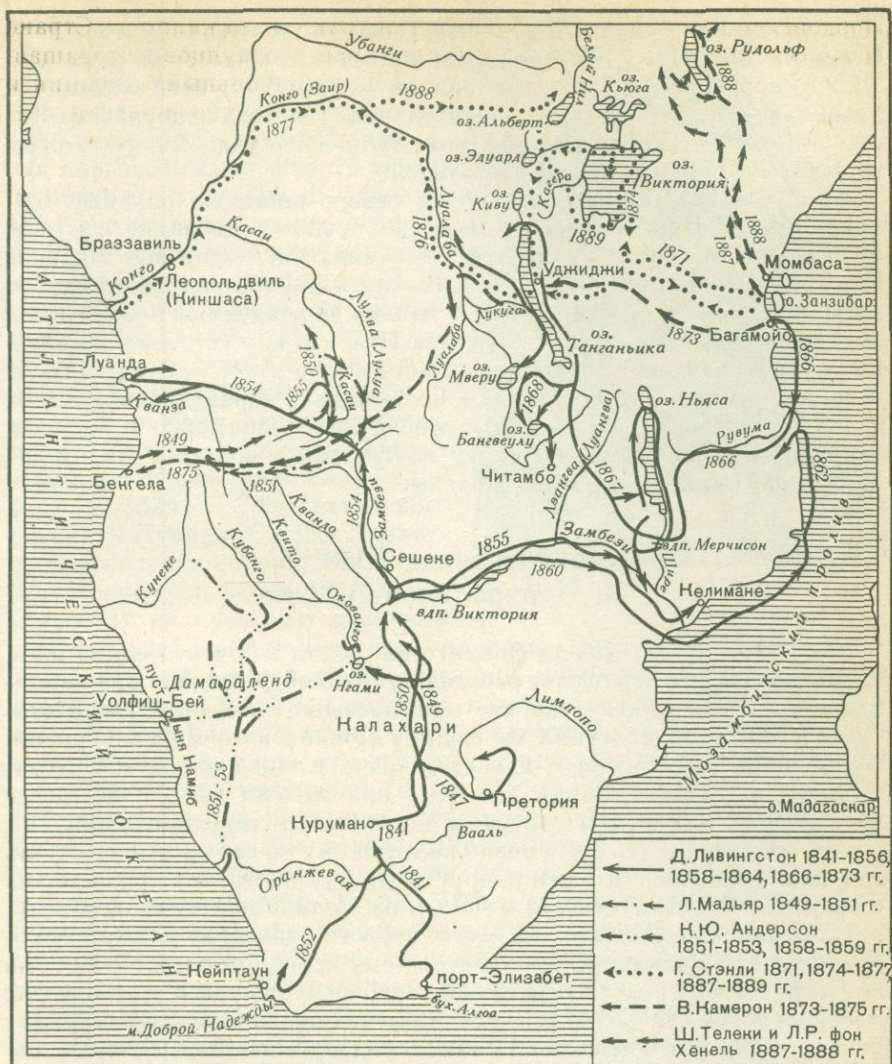 Убанги
Белый Нил
оз. Рудольф
1888
оз. Кьюга
Конго (Заир)
1888
оз. Альберт
1877
оз. Эдуард
оз. Виктория
Кагера
1874
оз. Киву
Луалаба
1876
1889
Касаи
Браззавиль
Конго
Леопольдвиль
(Киншаса)
1871
1887
1888
Момбаса
Уджиджи
о. Занзибар
Лукуга
1873
Багамойо
Луанда
1850
Касаи
Луалаба
оз. Танганьика
1866
оз. Мверу
1854
1855
Кванза
1868
оз. Ньяса
оз. Бангвеулу
Рувума
1866
1862
1849
Бенгела
1875
1851
Читамбо
Лвангва (Луангва)
1867
1854
Замбези
Квандо
Квито
Кубанго
Кунене
Сешеке
1855
Замбези
1860
вдп. Мерчисон
Шире
Келимане
вдп. Виктория
Окованго
оз. Нгами
Дамараленд
Уолфиш-Бей
пустыня Намиб
1850
1849
Калахари
Лимпопо
Мозамбикский пролив
1851-53
1847
Претория
о. Мадагаскар
Курумано
1841
Вааль
Оранжевая
1841
1852
Кейптаун
порт-Элизабет
м. Доброй Надежды
бух. Алгоа
АТЛАНТИЧЕСКИЙ ОКЕАН
Д. Ливингстон 1841-1856,
1858-1864, 1866-1873 гг.
Л. Мадьяр 1849-1851 гг.
К.Ю. Андерсон
1851-1853, 1858-1859 гг.
Г. Стэнли 1871, 1874-1877,
1887-1889 гг.
В. Камерон 1873-1875 гг.
Ш. Телеки и Л.Р. фон
Хёнель 1887-1888 гг.